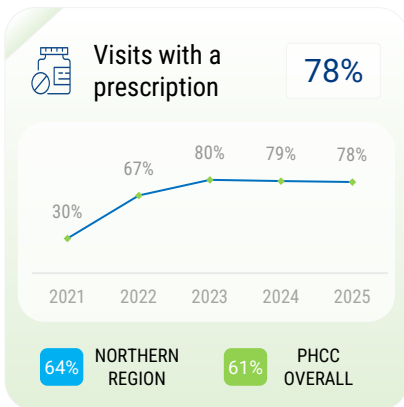 Visits with a
prescription
78%
30%
67%
80%
79%
78%
2021
2022
2023
2024
2025
64%
NORTHERN
REGION
61%
PHCC
OVERALL